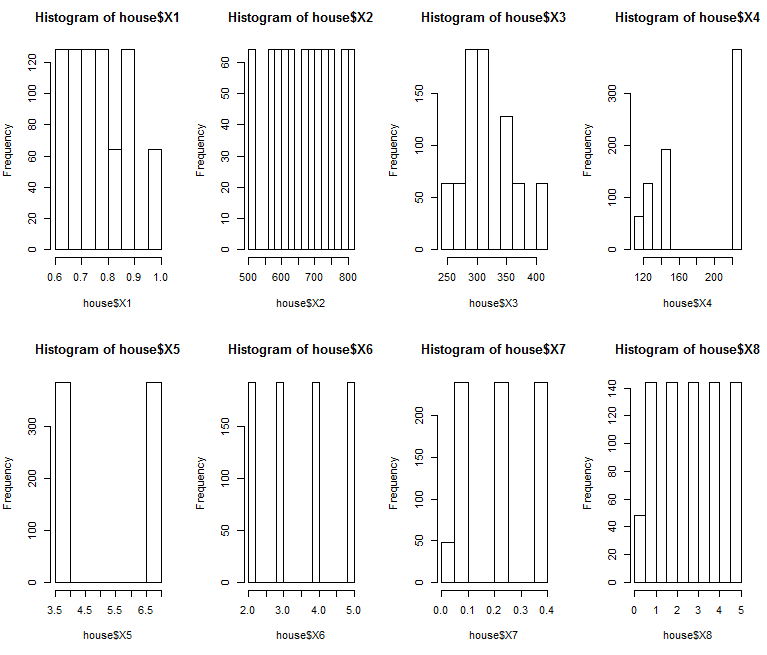 Histogram of house$X1
Frequency
0 20 40 60 80 100 120
0.6 0.7 0.8 0.9 1.0
house$X1
Histogram of house$X2
Frequency
0 10 20 30 40 50 60
500 600 700 800
house$X2
Histogram of house$X3
Frequency
0 50 100 150
250 300 350 400
house$X3
Histogram of house$X4
Frequency
0 100 200 300
120 160 200
house$X4
Histogram of house$X5
Frequency
0 100 200 300
3.5 4.5 5.5 6.5
house$X5
Histogram of house$X6
Frequency
0 50 100 150
2.0 3.0 4.0 5.0
house$X6
Histogram of house$X7
Frequency
0 50 100 150 200
0.0 0.1 0.2 0.3 0.4
house$X7
Histogram of house$X8
Frequency
0 20 40 60 80 100 120 140
0 1 2 3 4 5
house$X8